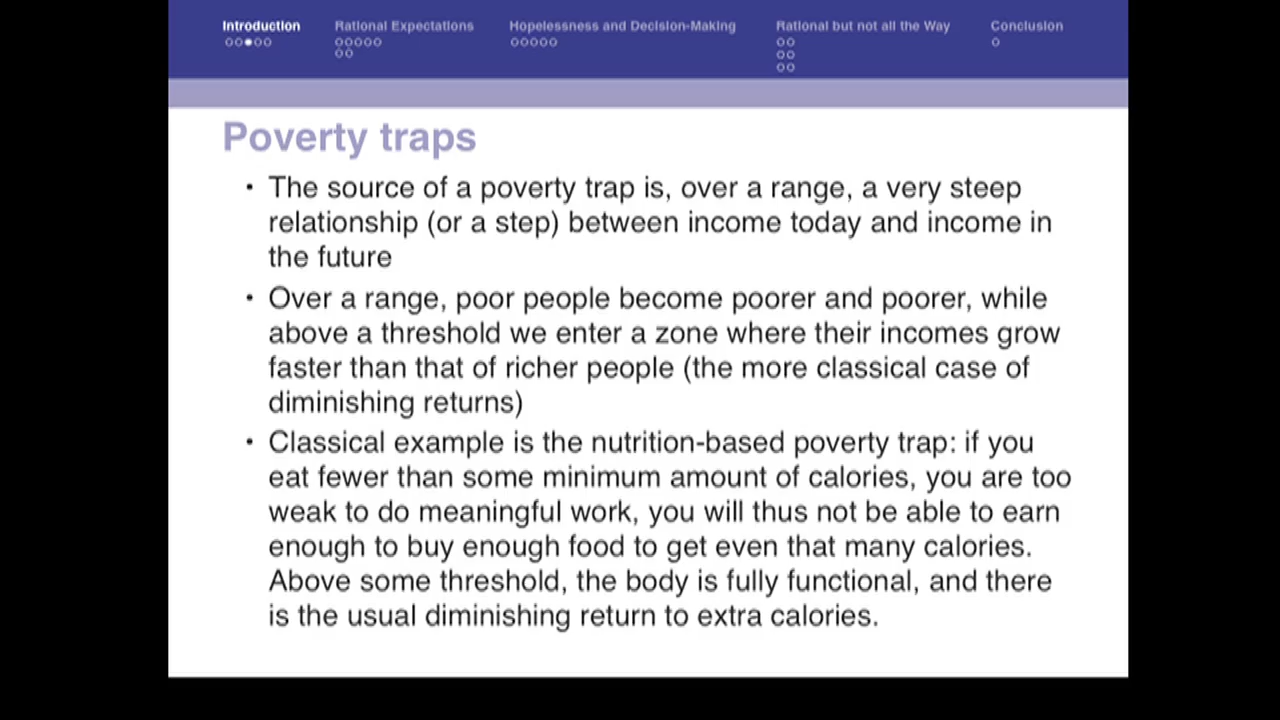 Introduction Rational Expectations Hopelessness and Decision-Making Rational but not all the Way Conclusion
Poverty traps
• The source of a poverty trap is, over a range, a very steep
relationship (or a step) between income today and income in
the future
• Over a range, poor people become poorer and poorer, while
above a threshold we enter a zone where their incomes grow
faster than that of richer people (the more classical case of
diminishing returns)
• Classical example is the nutrition-based poverty trap: if you
eat fewer than some minimum amount of calories, you are too
weak to do meaningful work, you will thus not be able to earn
enough to buy enough food to get even that many calories.
Above some threshold, the body is fully functional, and there
is the usual diminishing return to extra calories.